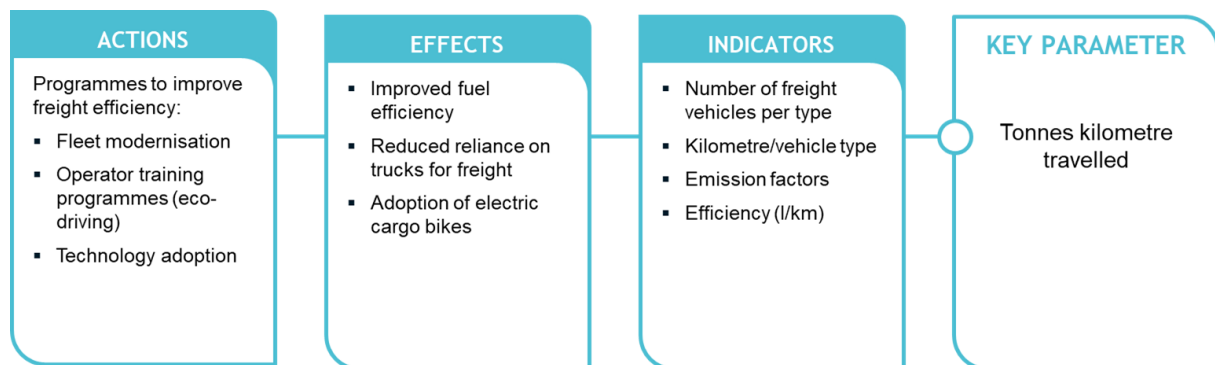 ACTIONS
Programmes to improve
freight efficiency:
▪ Fleet modernisation
▪ Operator training
programmes (eco-
driving)
▪ Technology adoption
EFFECTS
▪ Improved fuel
efficiency
▪ Reduced reliance on
trucks for freight
▪ Adoption of electric
cargo bikes
INDICATORS
▪ Number of freight
vehicles per type
▪ Kilometre/vehicle type
▪ Emission factors
▪ Efficiency (l/km)
KEY PARAMETER
Tonnes kilometre
travelled